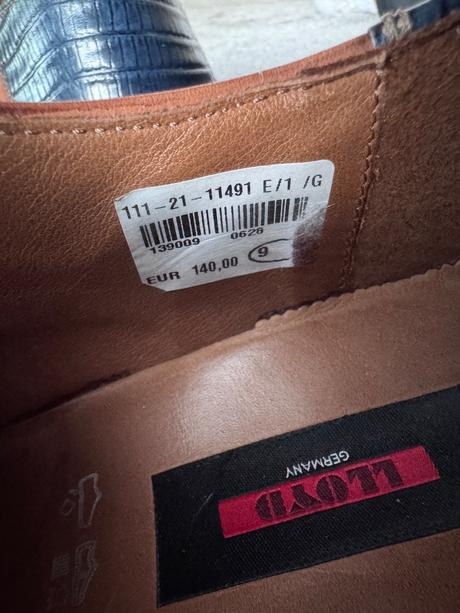 111-21-11491 E/1 /G
139009 0628
EUR 140,00 9
LLOYD
GERMANY